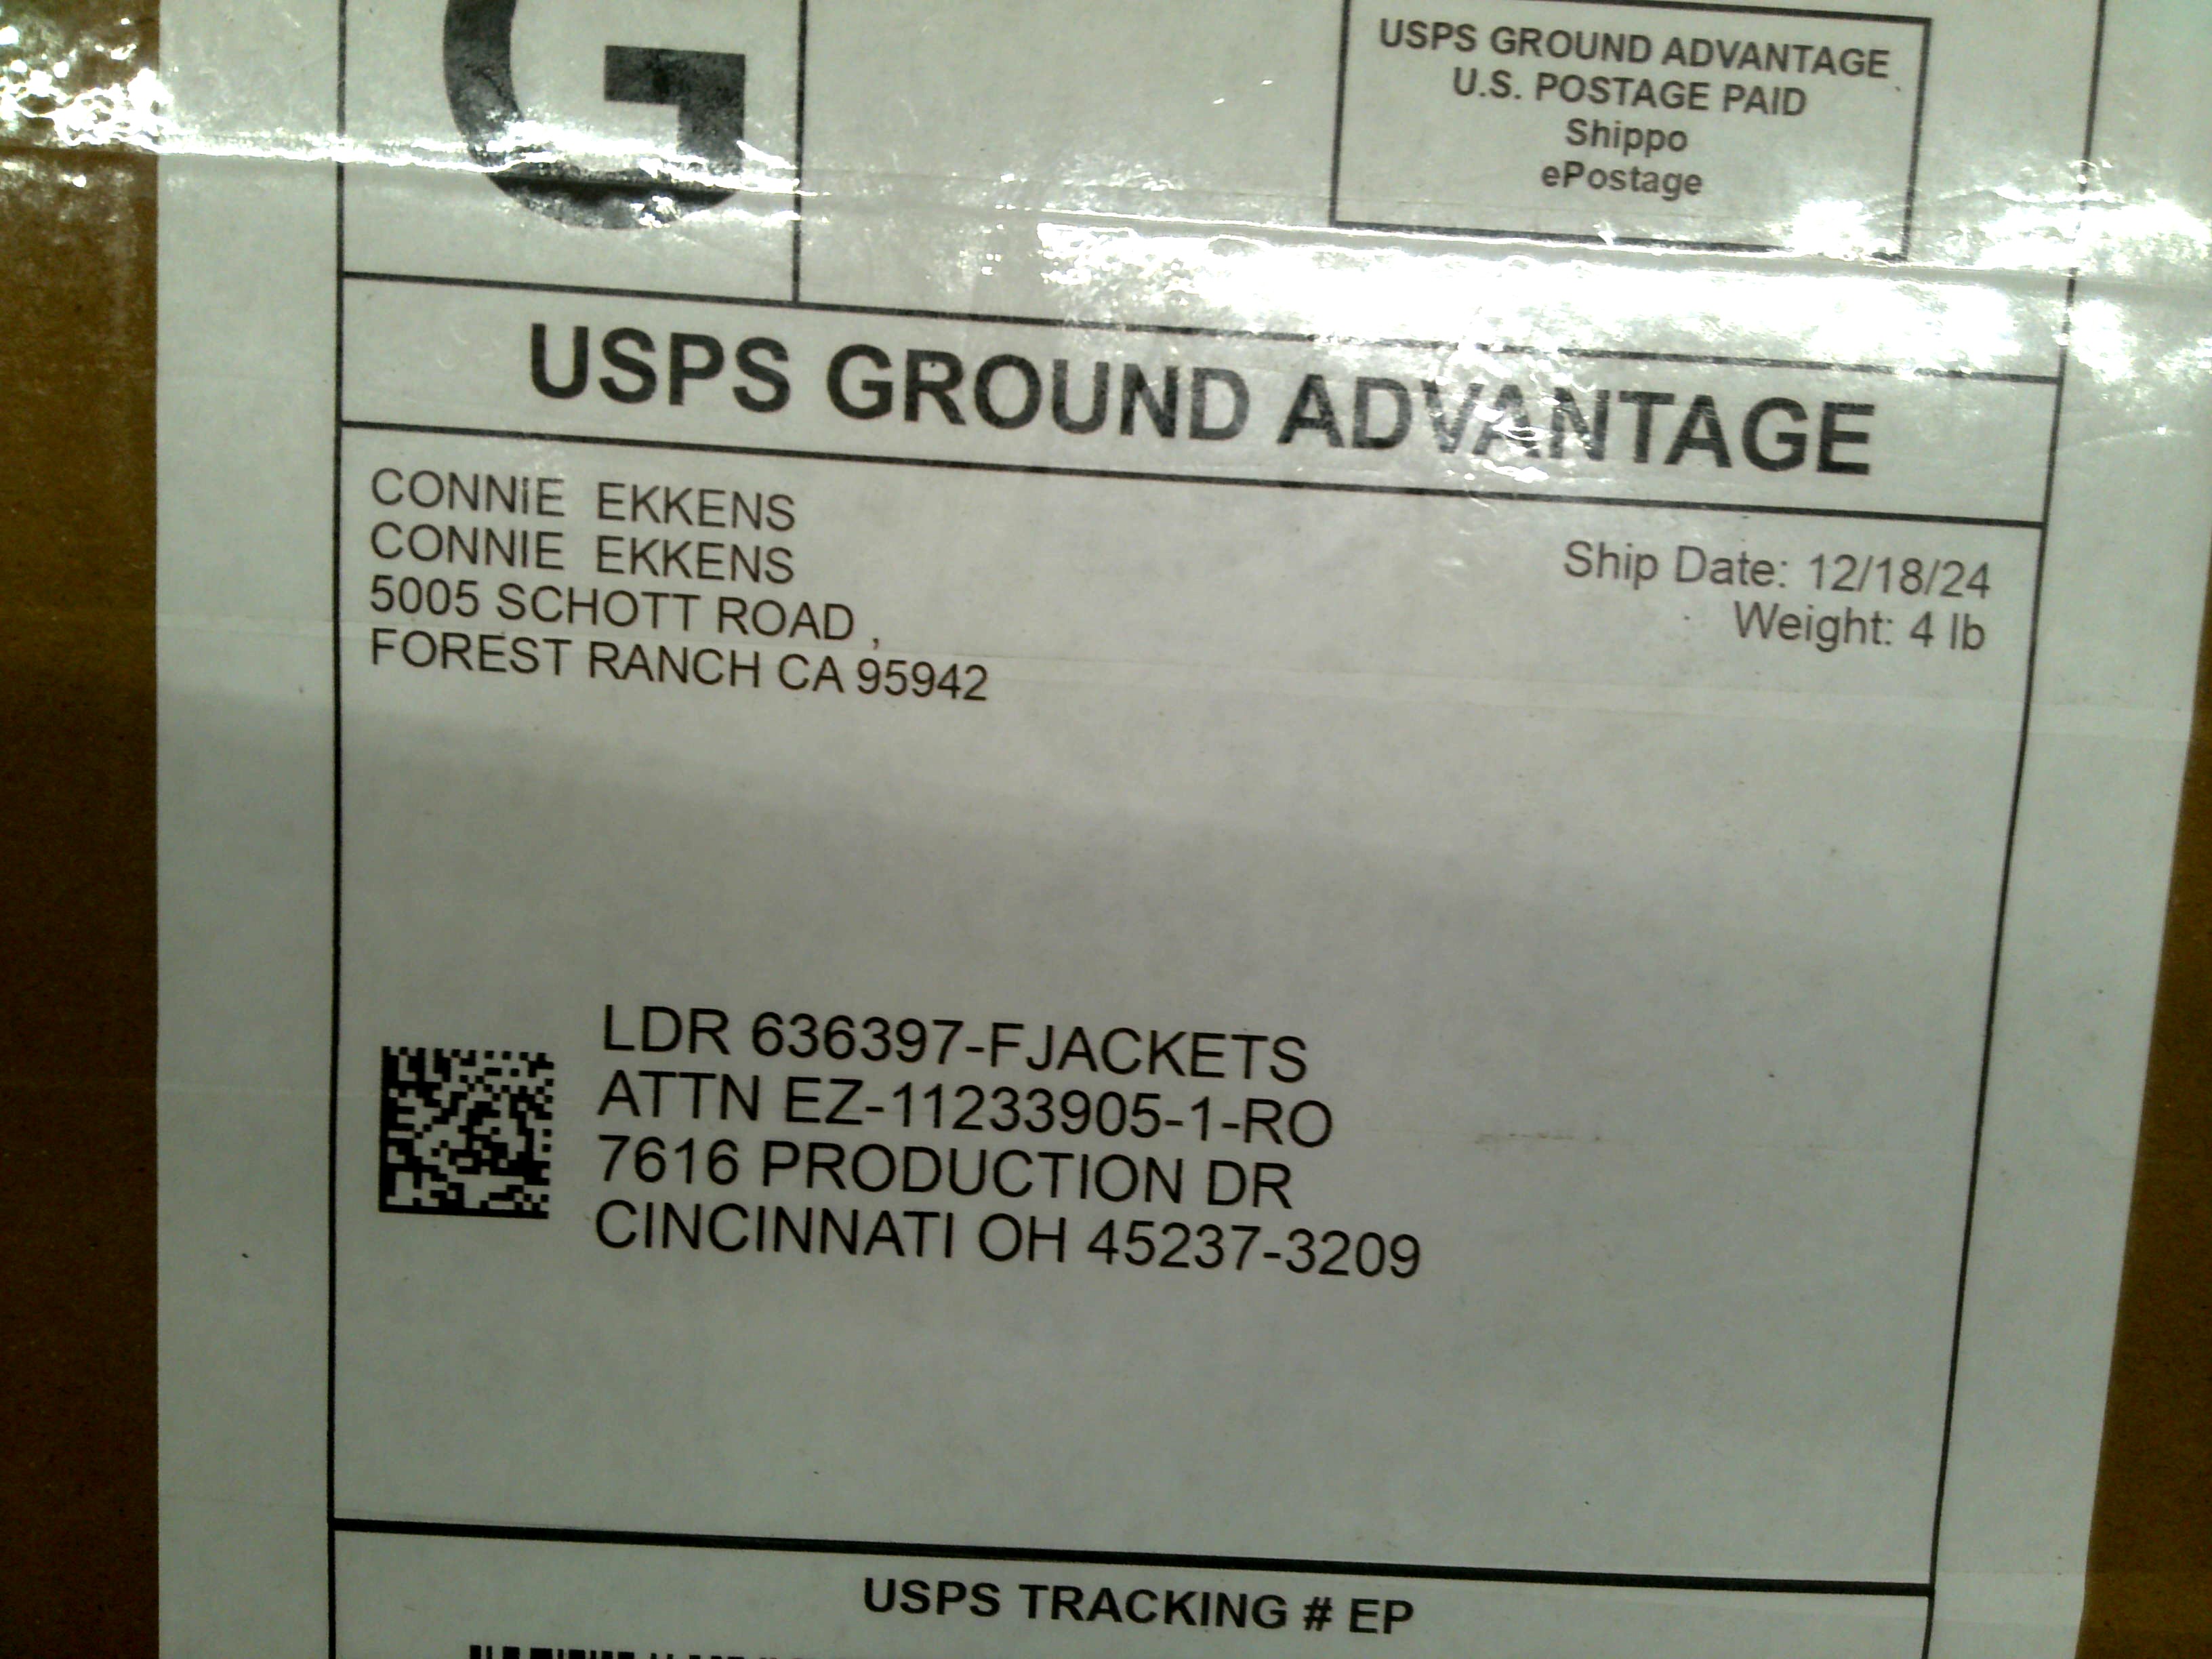 G
USPS GROUND ADVANTAGE
U.S. POSTAGE PAID
Shippo
ePostage
USPS GROUND ADVANTAGE
CONNIE EKKENS
CONNIE EKKENS
5005 SCHOTT ROAD ,
FOREST RANCH CA 95942
Ship Date: 12/18/24
Weight: 4 lb
LDR 636397-FJACKETS
ATTN EZ-11233905-1-RO
7616 PRODUCTION DR
CINCINNATI OH 45237-3209
USPS TRACKING # EP